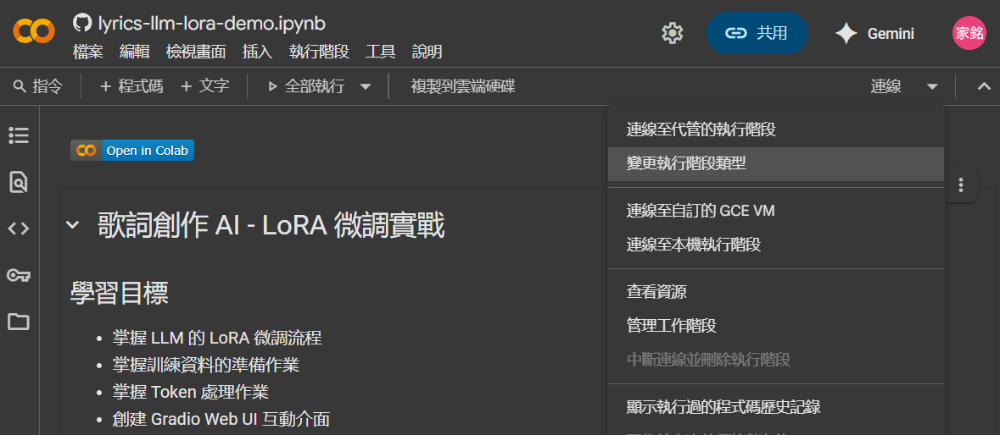 lyrics-llm-lora-demo.ipynb
共用
Gemini
家銘
檔案 編輯 檢視畫面 插入 執行階段 工具 說明
指令 + 程式碼 + 文字 全部執行 複製到雲端硬碟 連線
Open in Colab
連線至代管的執行階段
變更執行階段類型
連線至自訂的 GCE VM
連線至本機執行階段
查看資源
管理工作階段
中斷連線並刪除執行階段
顯示執行過的程式碼歷史記錄
歌詞創作 AI - LoRA 微調實戰
學習目標
• 掌握 LLM 的 LoRA 微調流程
• 掌握訓練資料的準備作業
• 掌握 Token 處理作業
• 創建 Gradio Web UI 互動介面